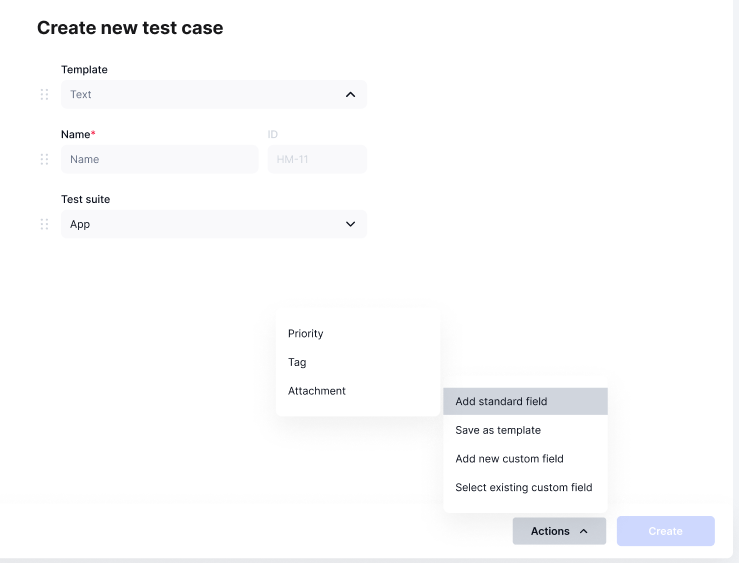 Create new test case
Template
Text
Name* ID
Name HM-11
Test suite
App
Priority
Tag
Attachment
Add standard field
Save as template
Add new custom field
Select existing custom field
Actions Create